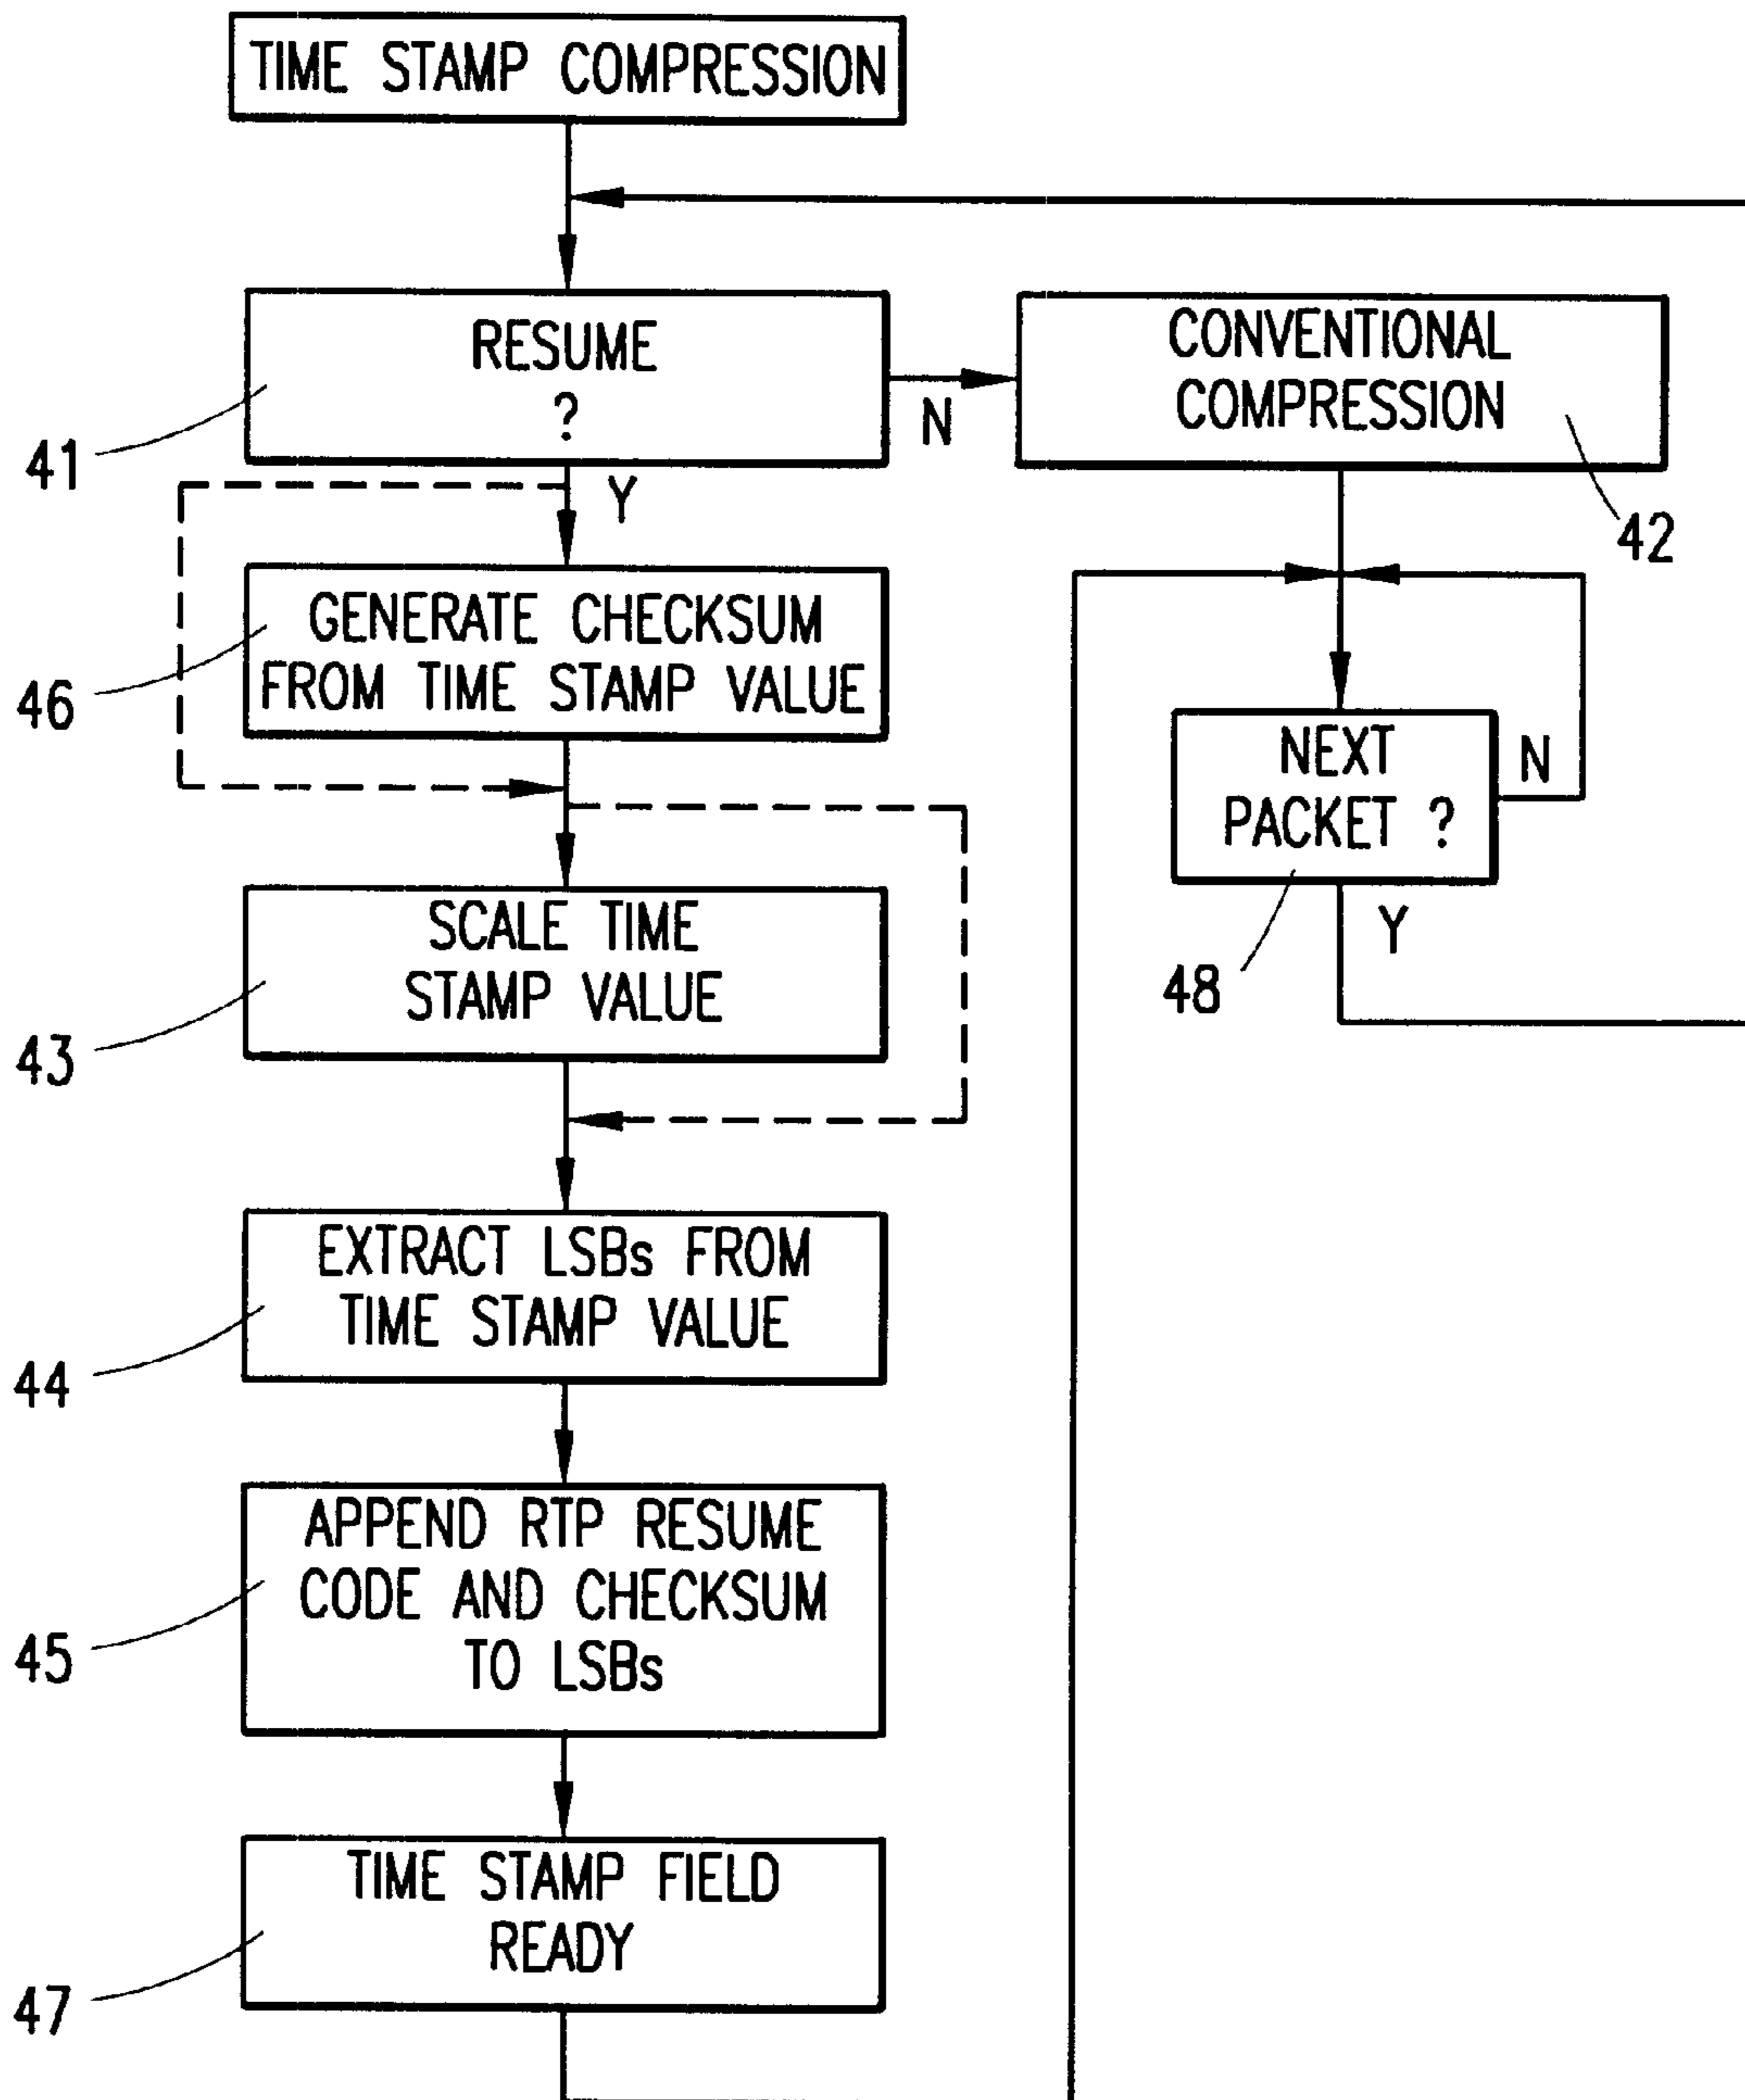 TIME STAMP COMPRESSION
RESUME
?
41
N
CONVENTIONAL
COMPRESSION
42
Y
GENERATE CHECKSUM
FROM TIME STAMP VALUE
46
NEXT
PACKET ?
N
48
Y
SCALE TIME
STAMP VALUE
43
EXTRACT LSBs FROM
TIME STAMP VALUE
44
APPEND RTP RESUME
CODE AND CHECKSUM
TO LSBs
45
TIME STAMP FIELD
READY
47